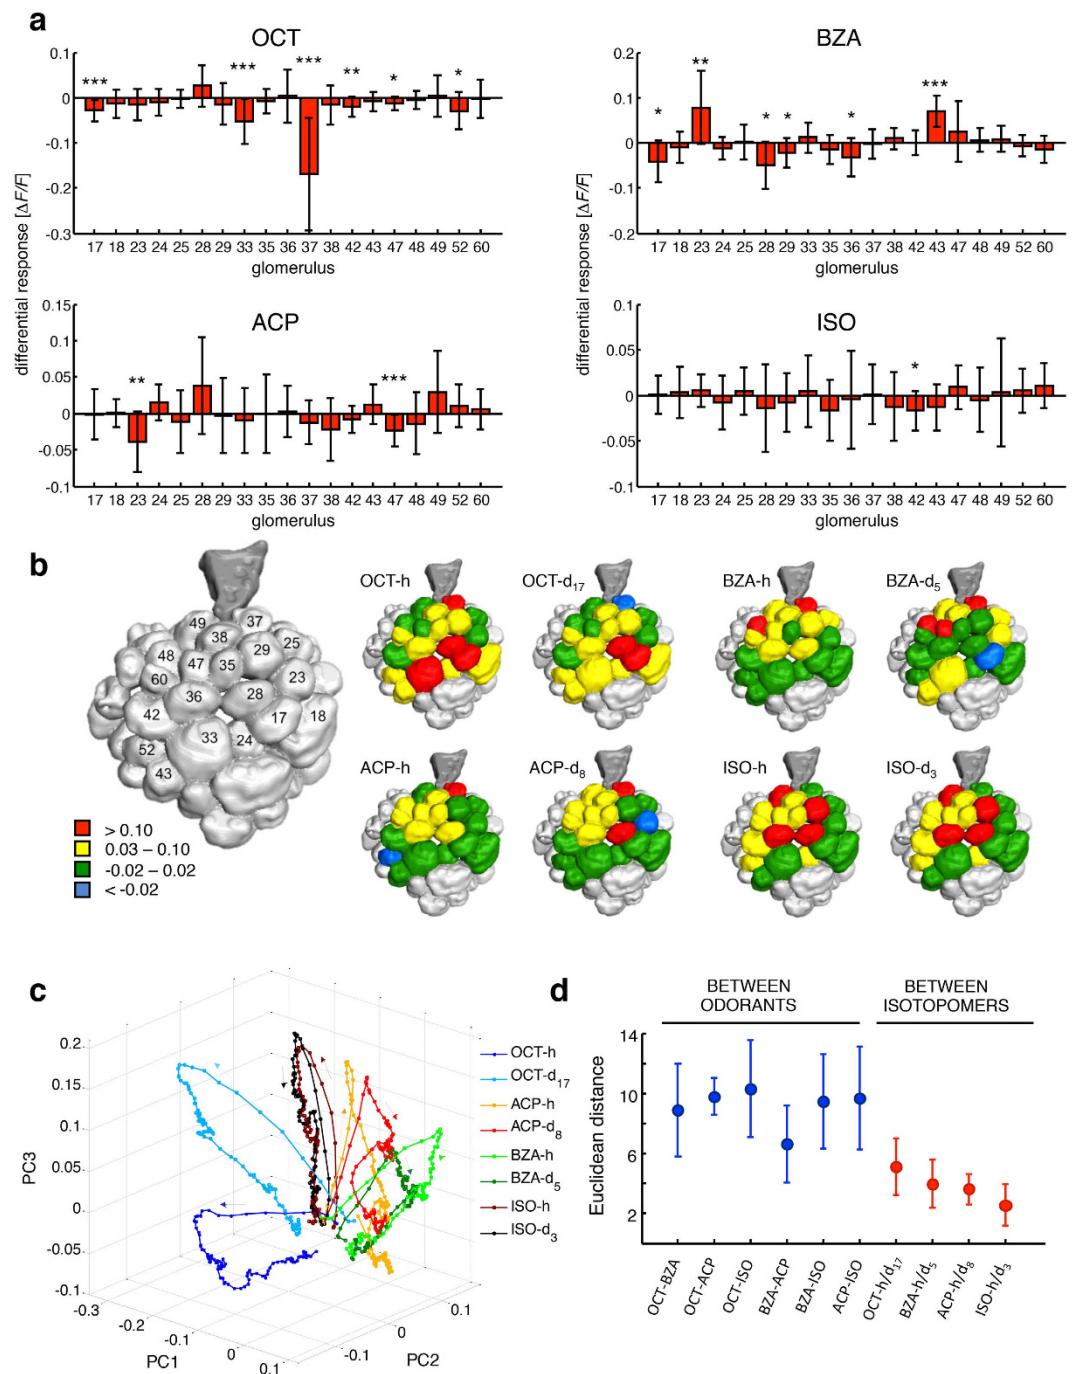 a
OCT
differential response [ΔF/F]
0.1
0
-0.1
-0.2
-0.3
*** *** *** ** * *
17 18 23 24 25 28 29 33 35 36 37 38 42 43 47 48 49 52 60
glomerulus
BZA
differential response [ΔF/F]
0.2
0.1
0
-0.1
-0.2
* ** * * * ***
17 18 23 24 25 28 29 33 35 36 37 38 42 43 47 48 49 52 60
glomerulus
ACP
0.15
0.1
0.05
0
-0.05
-0.1
** ***
17 18 23 24 25 28 29 33 35 36 37 38 42 43 47 48 49 52 60
glomerulus
ISO
0.1
0.05
0
-0.05
-0.1
*
17 18 23 24 25 28 29 33 35 36 37 38 42 43 47 48 49 52 60
glomerulus
b
49 37
38 25
48 47 35 29
60 23
36 28
42 17 18
33 24
52
43
> 0.10
0.03 – 0.10
-0.02 – 0.02
< -0.02
OCT-h OCT-d17 BZA-h BZA-d5
ACP-h ACP-d8 ISO-h ISO-d3
c
PC3
0.2
0.15
0.1
0.05
0
-0.05
-0.1
-0.3
-0.2
-0.1
0
0.1
PC1
-0.1
0
0.1
PC2
OCT-h
OCT-d17
ACP-h
ACP-d8
BZA-h
BZA-d5
ISO-h
ISO-d3
d
BETWEEN
ODORANTS
BETWEEN
ISOTOPOMERS
Euclidean distance
14
10
6
2
OCT-BZA
OCT-ACP
OCT-ISO
BZA-ACP
BZA-ISO
ACP-ISO
OCT-h/d17
BZA-h/d5
ACP-h/d8
ISO-h/d3